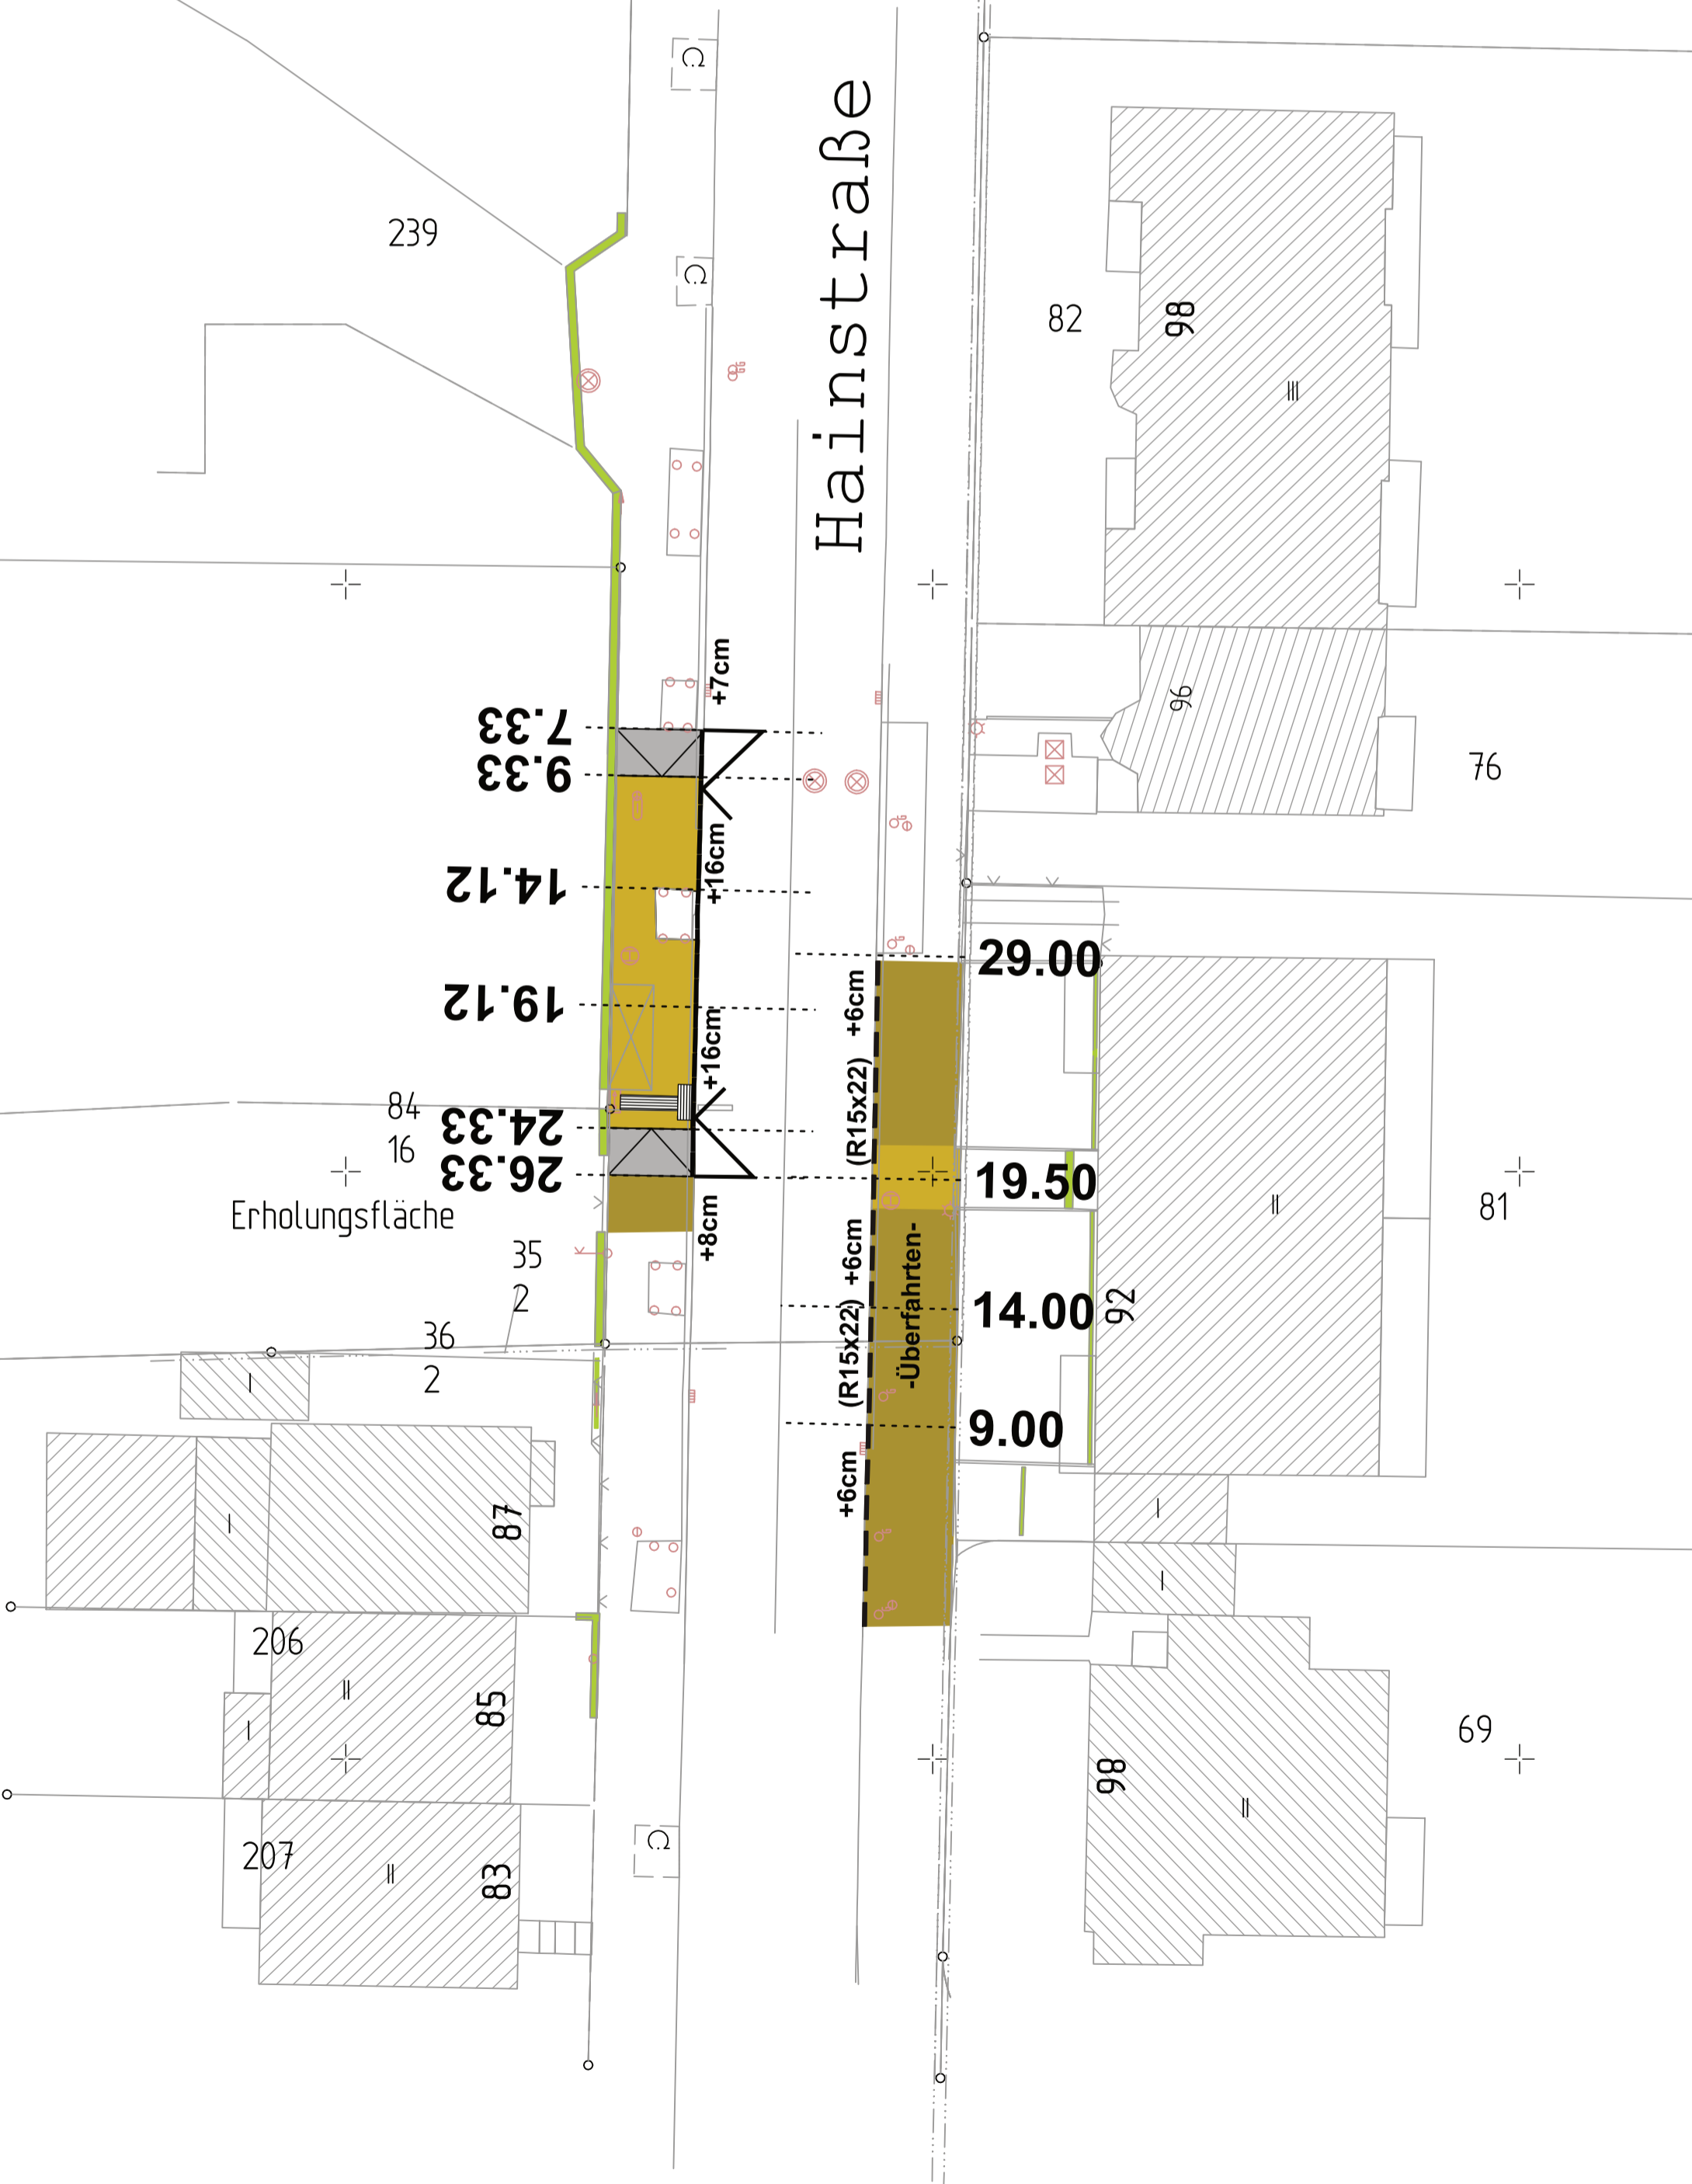 C
Hainstraße
239
C
82
98
III
+7cm
7.33
9.33
96
76
+16cm
14.12
29.00
19.12
+6cm
+16cm
(R15x22)
84
16
24.33
26.33
19.50
Erholungsfläche
+8cm
+6cm
II
81
35
2
-Überfahrten-
14.00
92
36
2
(R15x22)
I
9.00
+6cm
87
I
I
I
206
II
85
I
69
98
II
207
II
83
C